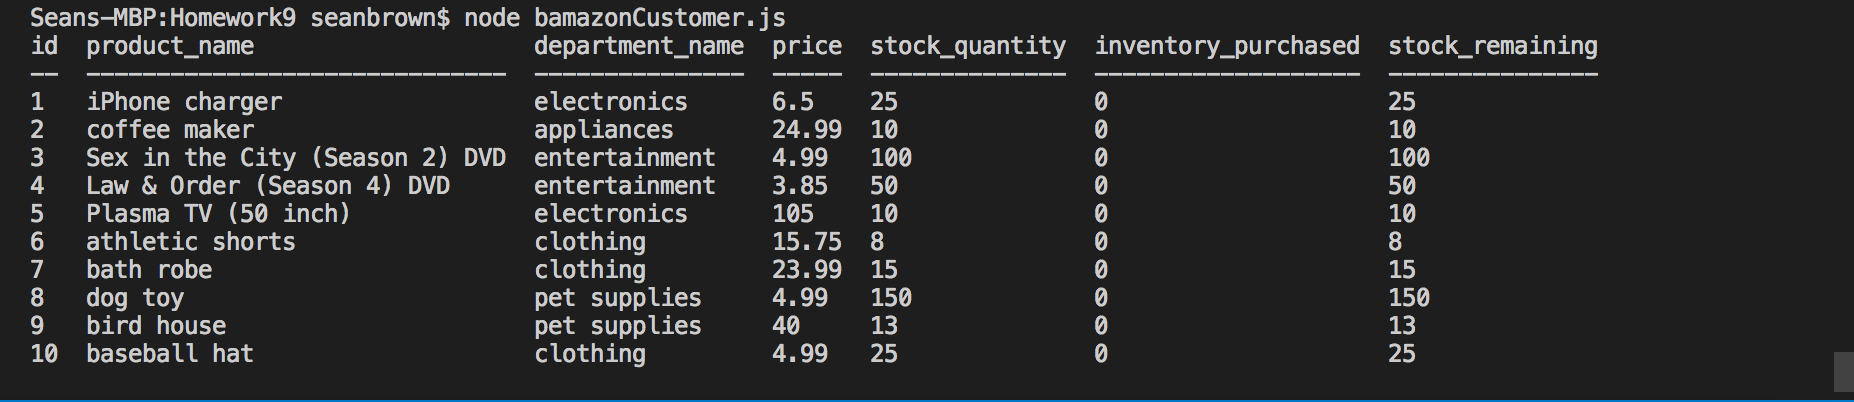 Seans-MBP:Homework9 seanbrown$ node bamazonCustomer.js
id  product_name                    department_name  price  stock_quantity  inventory_purchased  stock_remaining
--  ------------------------------  ---------------  -----  --------------  -------------------  ---------------
1   iPhone charger                  electronics      6.5    25              0                    25
2   coffee maker                    appliances       24.99  10              0                    10
3   Sex in the City (Season 2) DVD  entertainment    4.99   100             0                    100
4   Law & Order (Season 4) DVD      entertainment    3.85   50              0                    50
5   Plasma TV (50 inch)             electronics      105    10              0                    10
6   athletic shorts                 clothing         15.75  8               0                    8
7   bath robe                       clothing         23.99  15              0                    15
8   dog toy                         pet supplies     4.99   150             0                    150
9   bird house                      pet supplies     40     13              0                    13
10  baseball hat                    clothing         4.99   25              0                    25